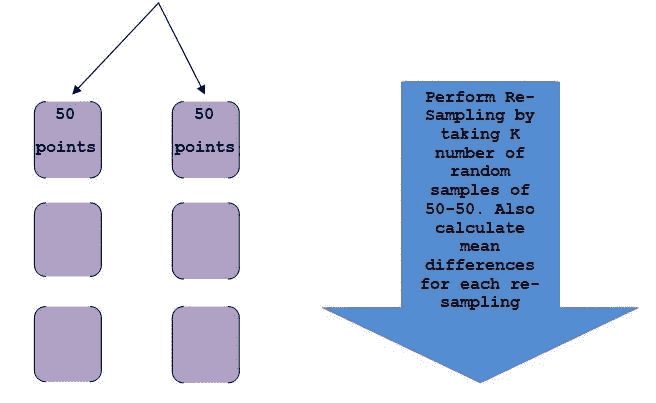 50
points
50
points
Perform Re-
Sampling by
taking K
number of
random
samples of
50-50. Also
calculate
mean
differences
for each re-
sampling